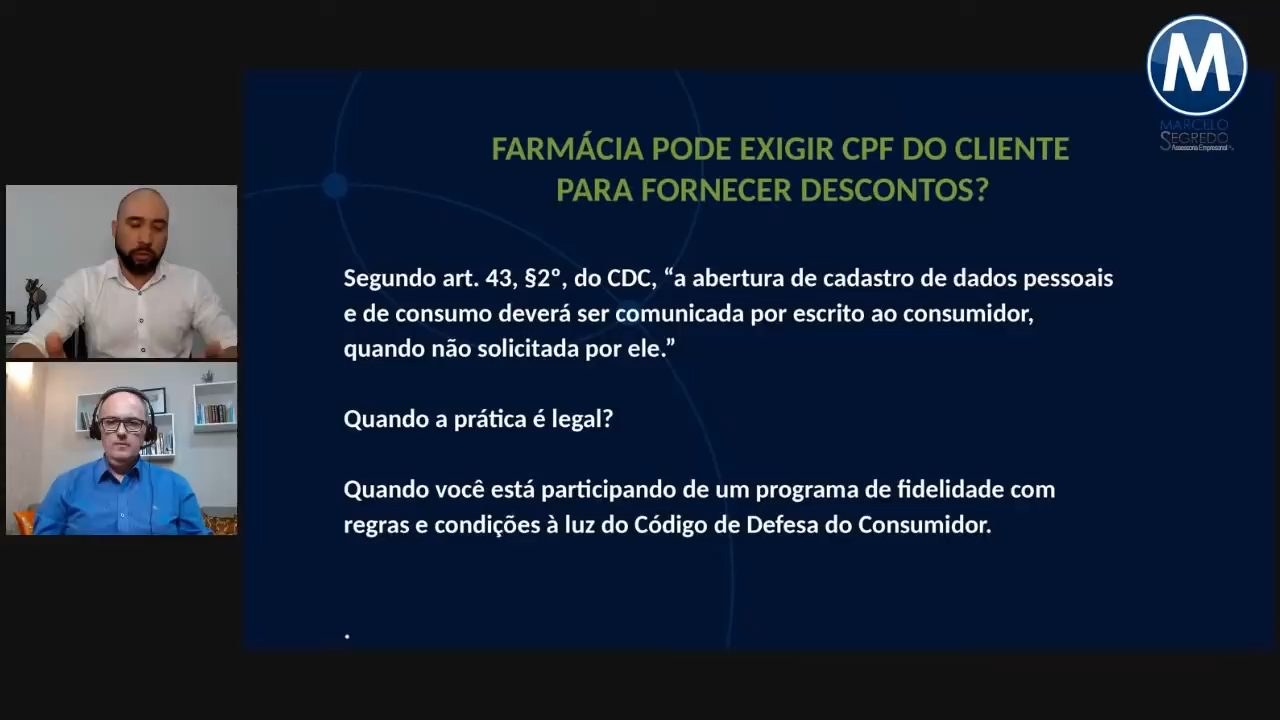 M
MARCELO
SEGREDO
Assessoria Empresarial
FARMÁCIA PODE EXIGIR CPF DO CLIENTE
PARA FORNECER DESCONTOS?
Segundo art. 43, §2º, do CDC, “a abertura de cadastro de dados pessoais
e de consumo deverá ser comunicada por escrito ao consumidor,
quando não solicitada por ele.”
Quando a prática é legal?
Quando você está participando de um programa de fidelidade com
regras e condições à luz do Código de Defesa do Consumidor.
.